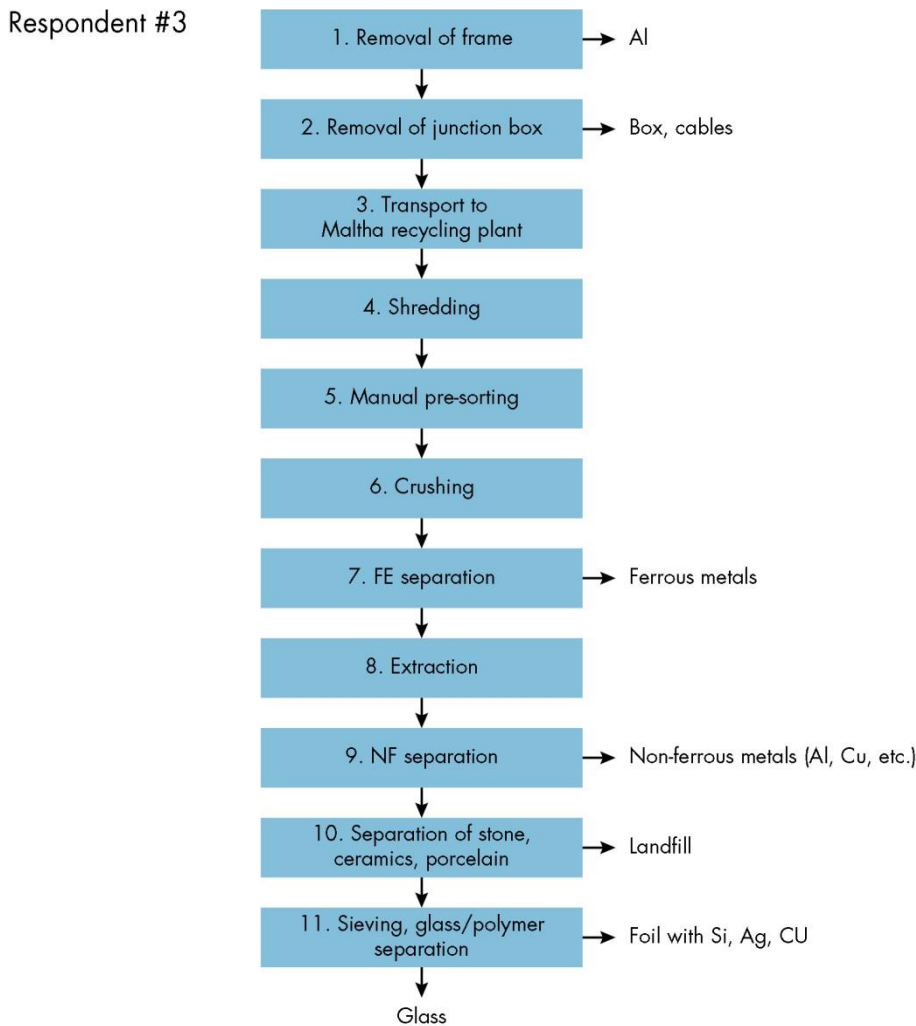 Respondent #3
1. Removal of frame
Al
2. Removal of junction box
Box, cables
3. Transport to
Maltha recycling plant
4. Shredding
5. Manual pre-sorting
6. Crushing
7. FE separation
Ferrous metals
8. Extraction
9. NF separation
Non-ferrous metals (Al, Cu, etc.)
10. Separation of stone,
ceramics, porcelain
Landfill
11. Sieving, glass/polymer
separation
Foil with Si, Ag, CU
Glass